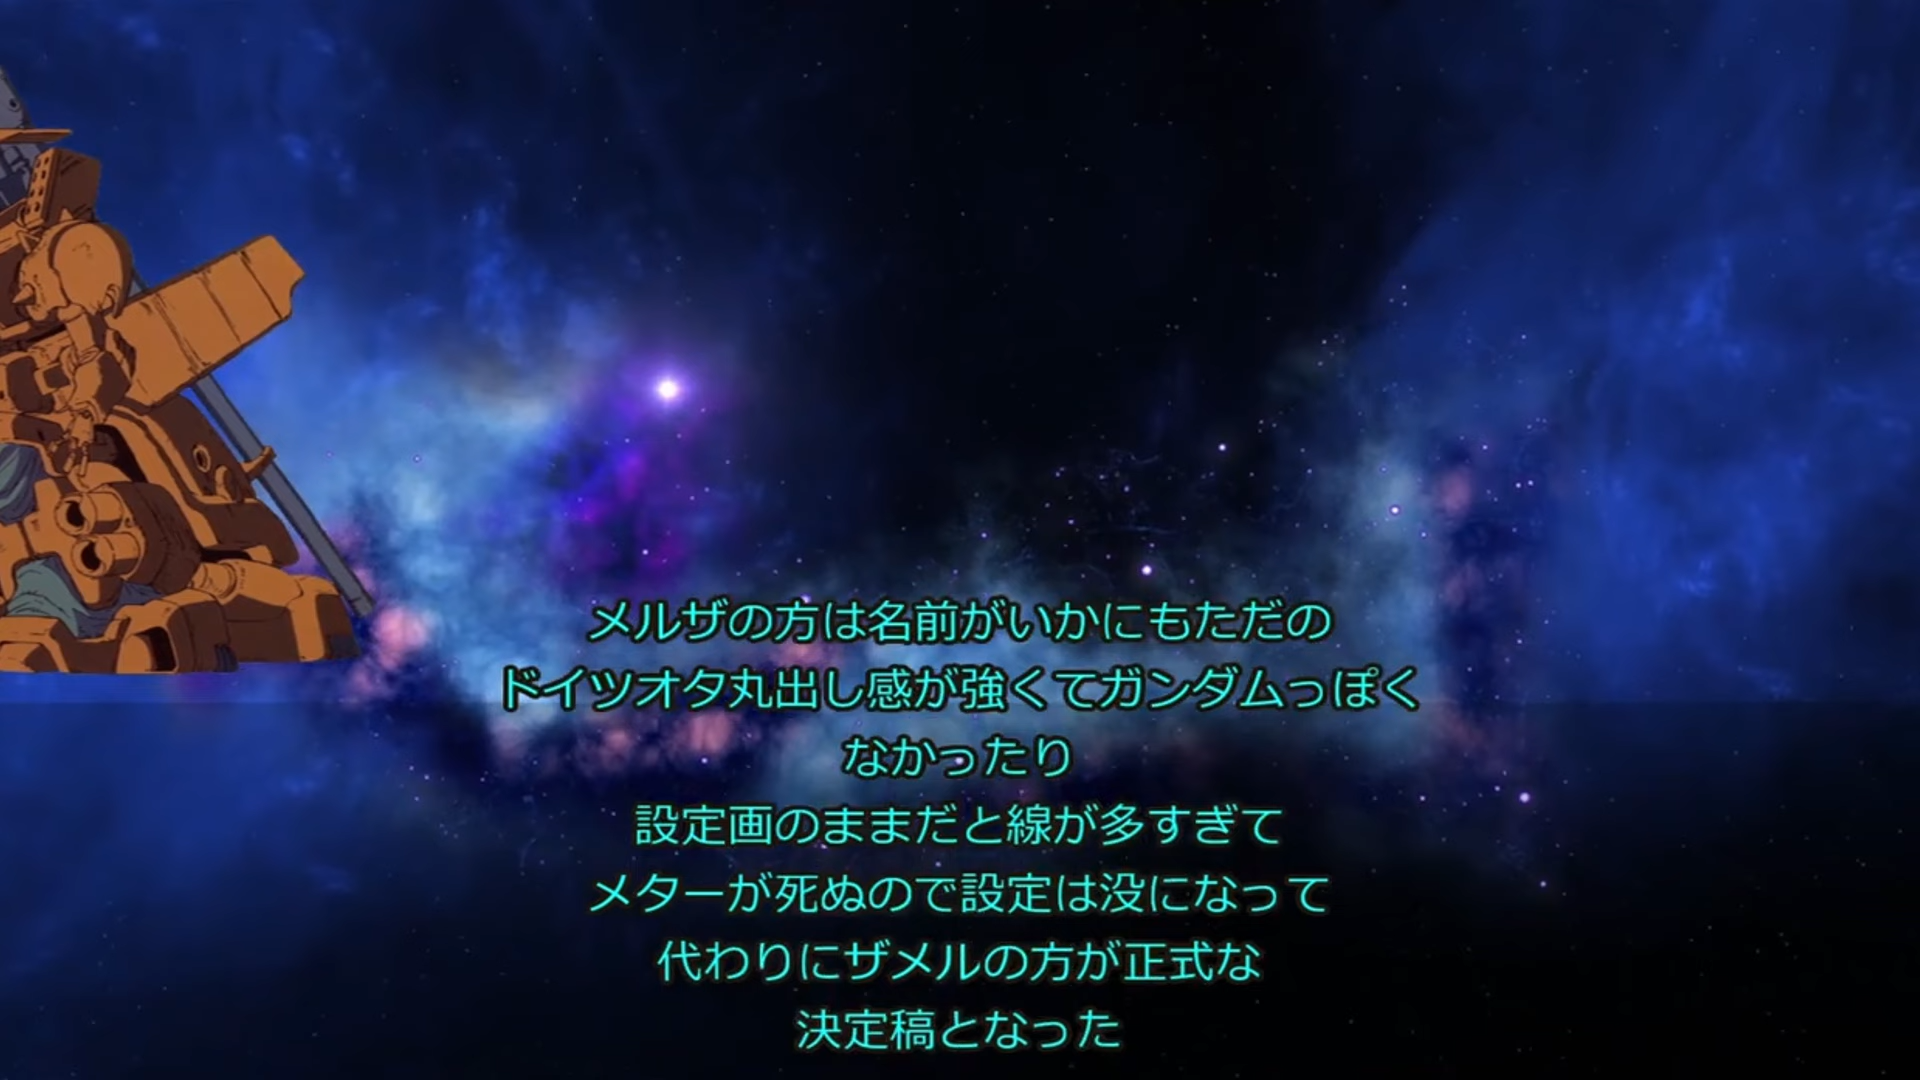 メルザの方は名前がいかにもただの
ドイツオタ丸出し感が強くてガンダムっぽく
なかったり
設定画のままだと線が多すぎて
メターが死ぬので設定は没になって
代わりにザメルの方が正式な
決定稿となった